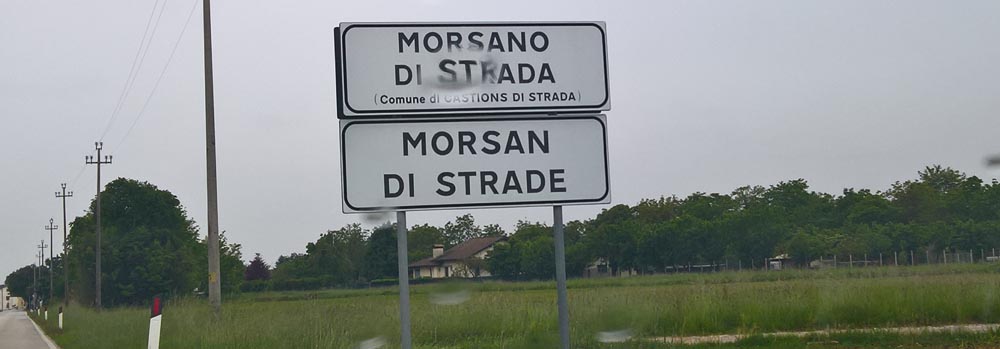 MORSANO
DI STRADA
(Comune di CASTIONS DI STRADA)
MORSAN
DI STRADE